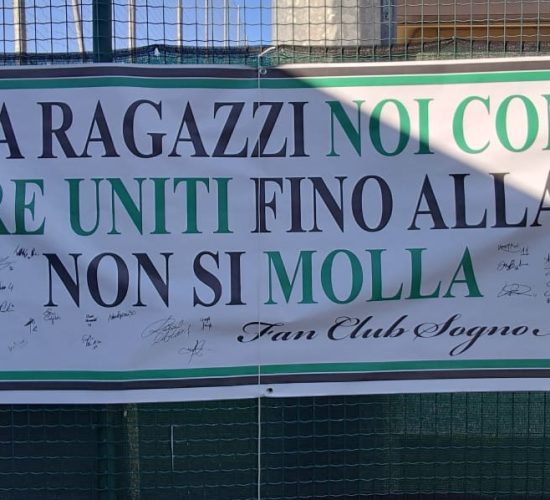 A RAGAZZI NOI CO
RE UNITI FINO ALLA
NON SI MOLLA
Fan Club Sogno